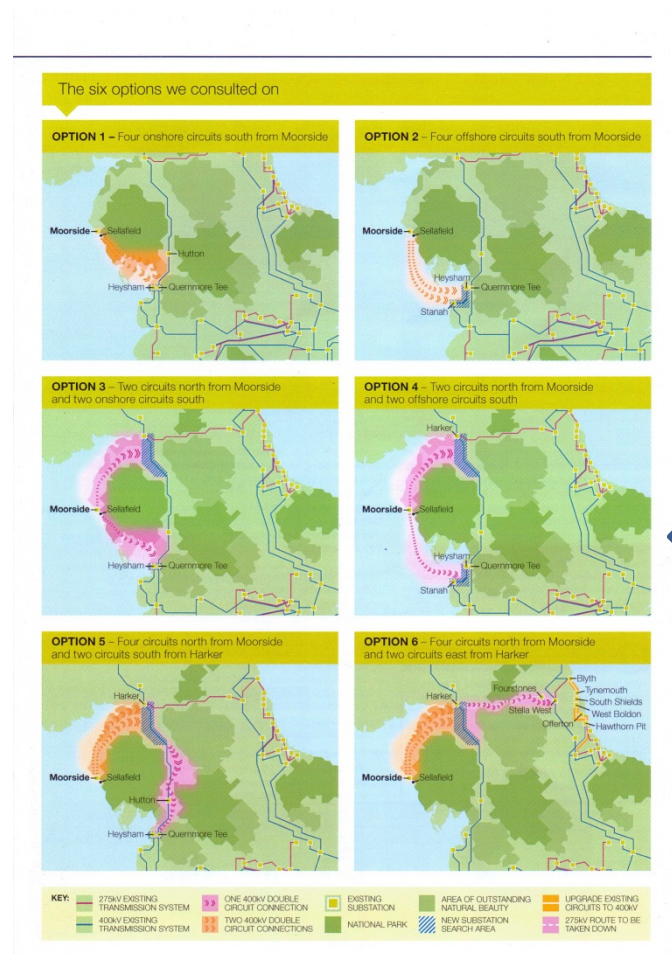 The six options we consulted on
OPTION 1 – Four onshore circuits south from Moorside
Moorside
Sellafield
Hutton
Heysham
Quernmore Tee
OPTION 2 – Four offshore circuits south from Moorside
Moorside
Sellafield
Heysham
Quernmore Tee
Stanah
OPTION 3 – Two circuits north from Moorside
and two onshore circuits south
Moorside
Sellafield
Heysham
Quernmore Tee
OPTION 4 – Two circuits north from Moorside
and two offshore circuits south
Harker
Moorside
Sellafield
Heysham
Quernmore Tee
Stanah
OPTION 5 – Four circuits north from Moorside
and two circuits south from Harker
Harker
Moorside
Sellafield
Hutton
Heysham
Quernmore Tee
OPTION 6 – Four circuits north from Moorside
and two circuits east from Harker
Blyth
Fourstones
Tynemouth
Harker
South Shields
Stella West
West Boldon
Offerton
Hawthorn Pit
Moorside
Sellafield
KEY:
275kV EXISTING
TRANSMISSION SYSTEM
400kV EXISTING
TRANSMISSION SYSTEM
ONE 400kV DOUBLE
CIRCUIT CONNECTION
TWO 400kV DOUBLE
CIRCUIT CONNECTIONS
EXISTING
SUBSTATION
NATIONAL PARK
AREA OF OUTSTANDING
NATURAL BEAUTY
NEW SUBSTATION
SEARCH AREA
UPGRADE EXISTING
CIRCUITS TO 400kV
275kV ROUTE TO BE
TAKEN DOWN